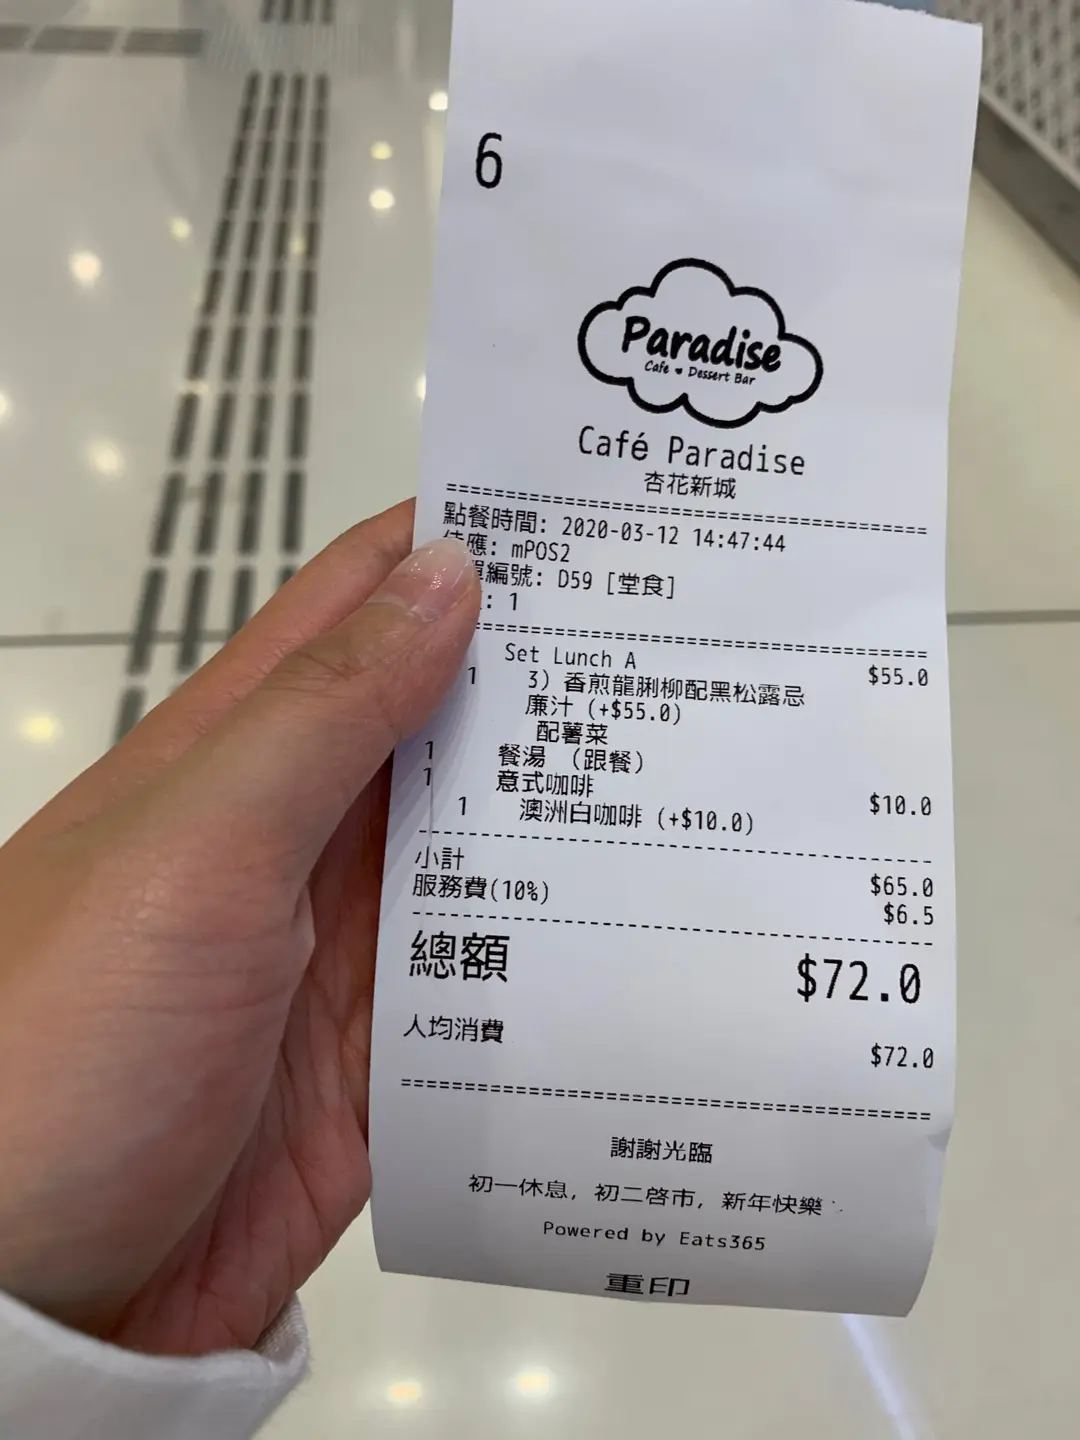 6
Paradise
Cafe ♥ Dessert Bar
Café Paradise
杏花新城
========================================
點餐時間: 2020-03-12 14:47:44
應: mPOS2
單編號: D59 [堂食]
: 1
========================================
Set Lunch A $55.0
1 3) 香煎龍脷柳配黑松露忌
廉汁 (+$55.0)
配薯菜
1 餐湯 (跟餐)
1 意式咖啡 $10.0
1 澳洲白咖啡 (+$10.0)
----------------------------------------
小計 $65.0
服務費(10%) $6.5
----------------------------------------
總額 $72.0
人均消費 $72.0
========================================
謝謝光臨
初一休息, 初二啓市, 新年快樂
Powered by Eats365
重印